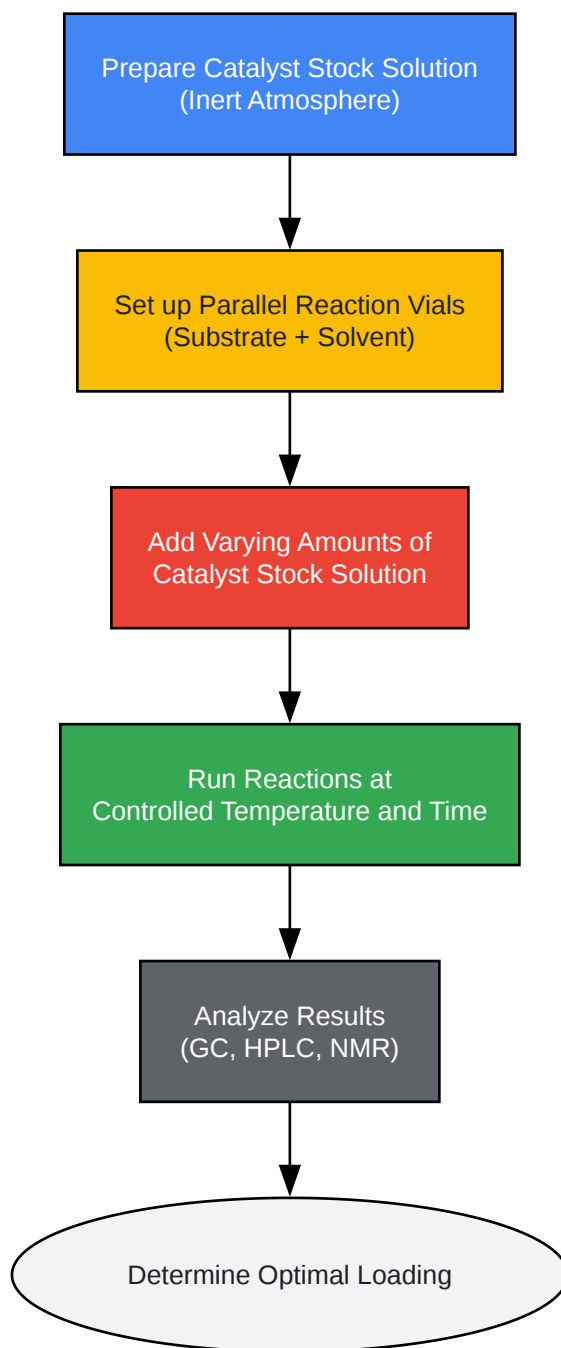 Prepare Catalyst Stock Solution
(Inert Atmosphere)
Set up Parallel Reaction Vials
(Substrate + Solvent)
Add Varying Amounts of
Catalyst Stock Solution
Run Reactions at
Controlled Temperature and Time
Analyze Results
(GC, HPLC, NMR)
Determine Optimal Loading